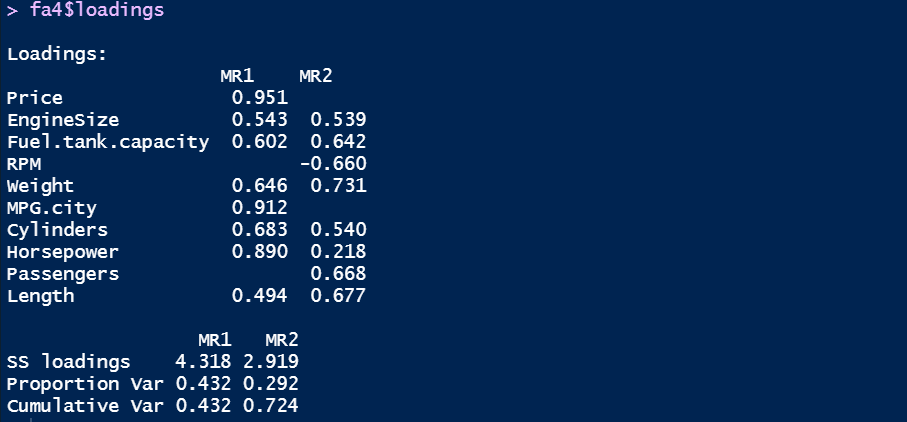 > fa4$loadings
Loadings:
MR1 MR2
Price 0.951
EngineSize 0.543 0.539
Fuel.tank.capacity 0.602 0.642
RPM -0.660
Weight 0.646 0.731
MPG.city 0.912
Cylinders 0.683 0.540
Horsepower 0.890 0.218
Passengers 0.668
Length 0.494 0.677
MR1 MR2
SS loadings 4.318 2.919
Proportion Var 0.432 0.292
Cumulative Var 0.432 0.724